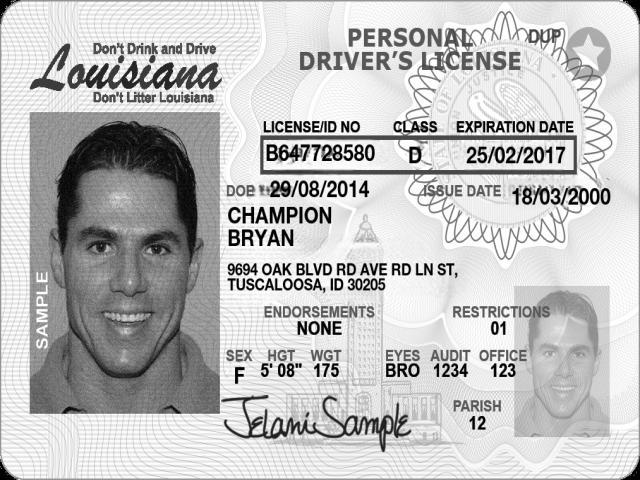 Don't Drink and Drive
Louisiana
Don't Litter Louisiana
PERSONAL DUP
DRIVER'S LICENSE
LICENSE/ID NO CLASS EXPIRATION DATE
B647728580 D 25/02/2017
DOB 29/08/2014 ISSUE DATE 18/03/2000
CHAMPION
BRYAN
9694 OAK BLVD RD AVE RD LN ST,
TUSCALOOSA, ID 30205
ENDORSEMENTS RESTRICTIONS
NONE 01
SEX HGT WGT EYES AUDIT OFFICE
F 5' 08" 175 BRO 1234 123
PARISH
12
Jelani Sample
SAMPLE